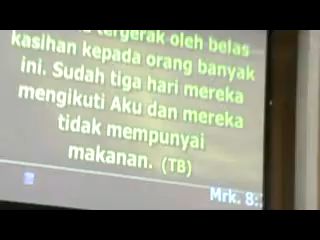 tergerak oleh belas
kasihan kepada orang banyak
ini. Sudah tiga hari mereka
mengikuti Aku dan mereka
tidak mempunyai
makanan. (TB)
Mrk. 8: